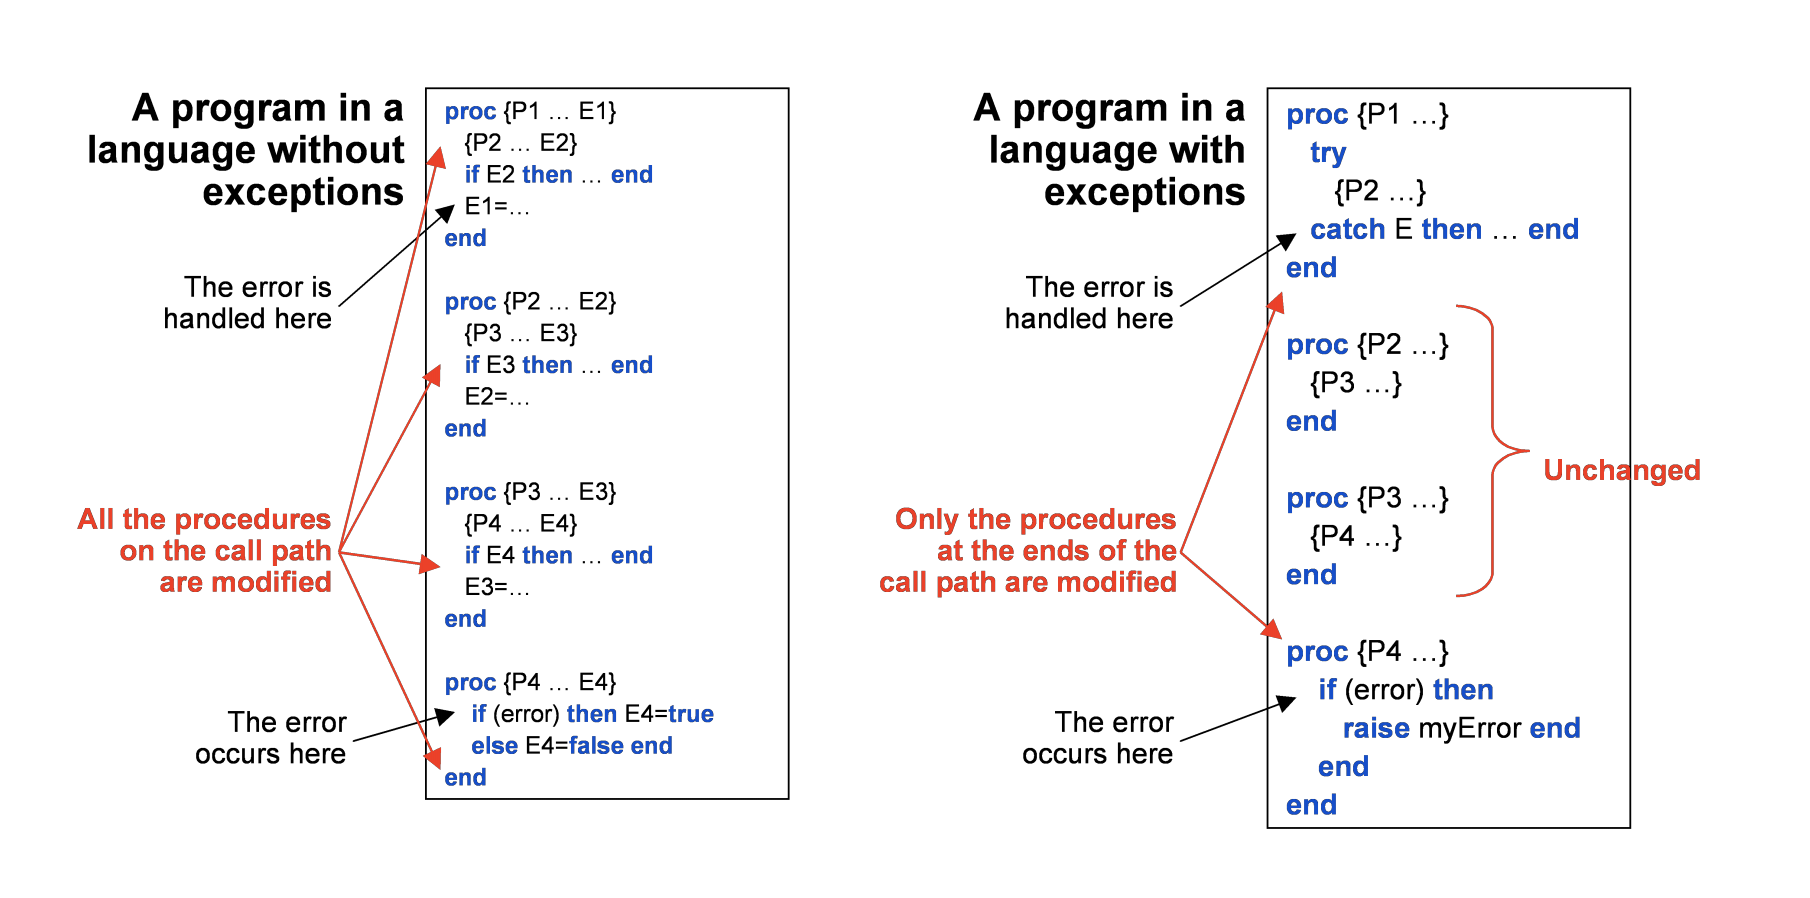 A program in a
language without
exceptions
proc {P1 … E1}
{P2 … E2}
if E2 then … end
E1=…
end
The error is
handled here
proc {P2 … E2}
{P3 … E3}
if E3 then … end
E2=…
end
proc {P3 … E3}
{P4 … E4}
if E4 then … end
E3=…
end
All the procedures
on the call path
are modified
proc {P4 … E4}
if (error) then E4=true
else E4=false end
end
The error
occurs here
A program in a
language with
exceptions
proc {P1 …}
try
{P2 …}
catch E then … end
end
The error is
handled here
proc {P2 …}
{P3 …}
end
Unchanged
proc {P3 …}
{P4 …}
end
Only the procedures
at the ends of the
call path are modified
proc {P4 …}
if (error) then
raise myError end
end
end
The error
occurs here